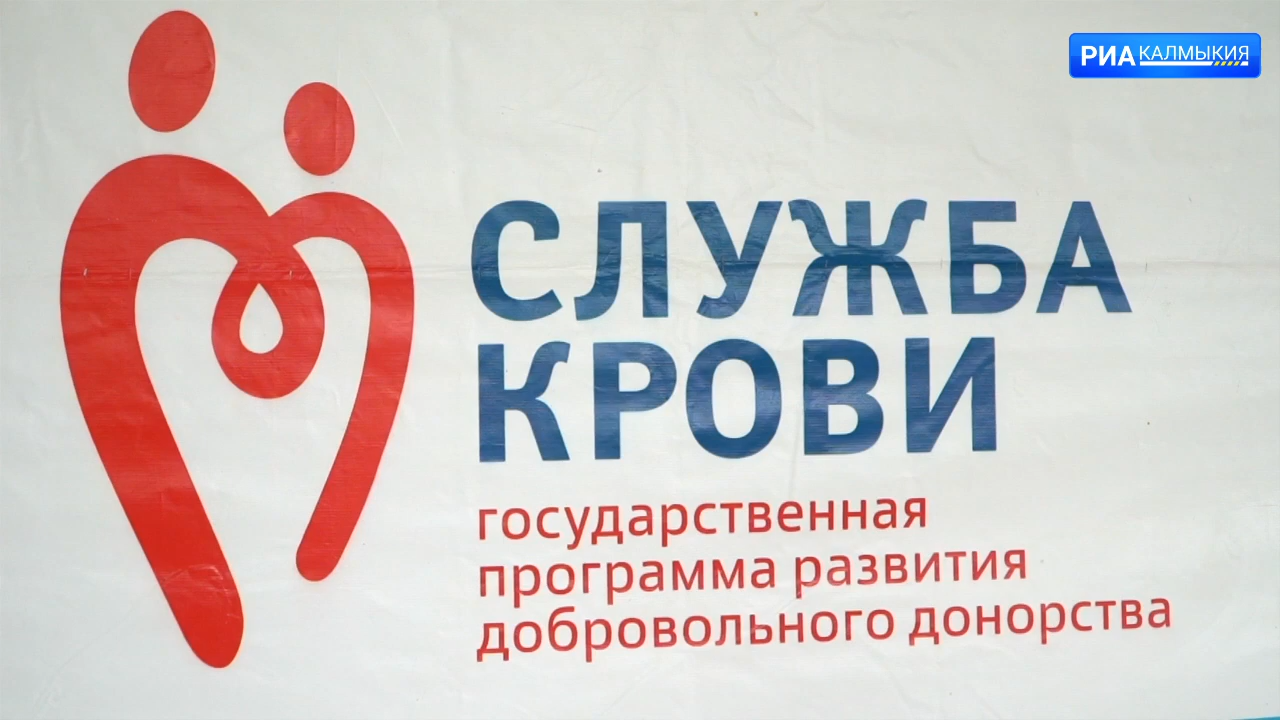 РИА КАЛМЫКИЯ
СЛУЖБА
КРОВИ
государственная
программа развития
добровольного донорства